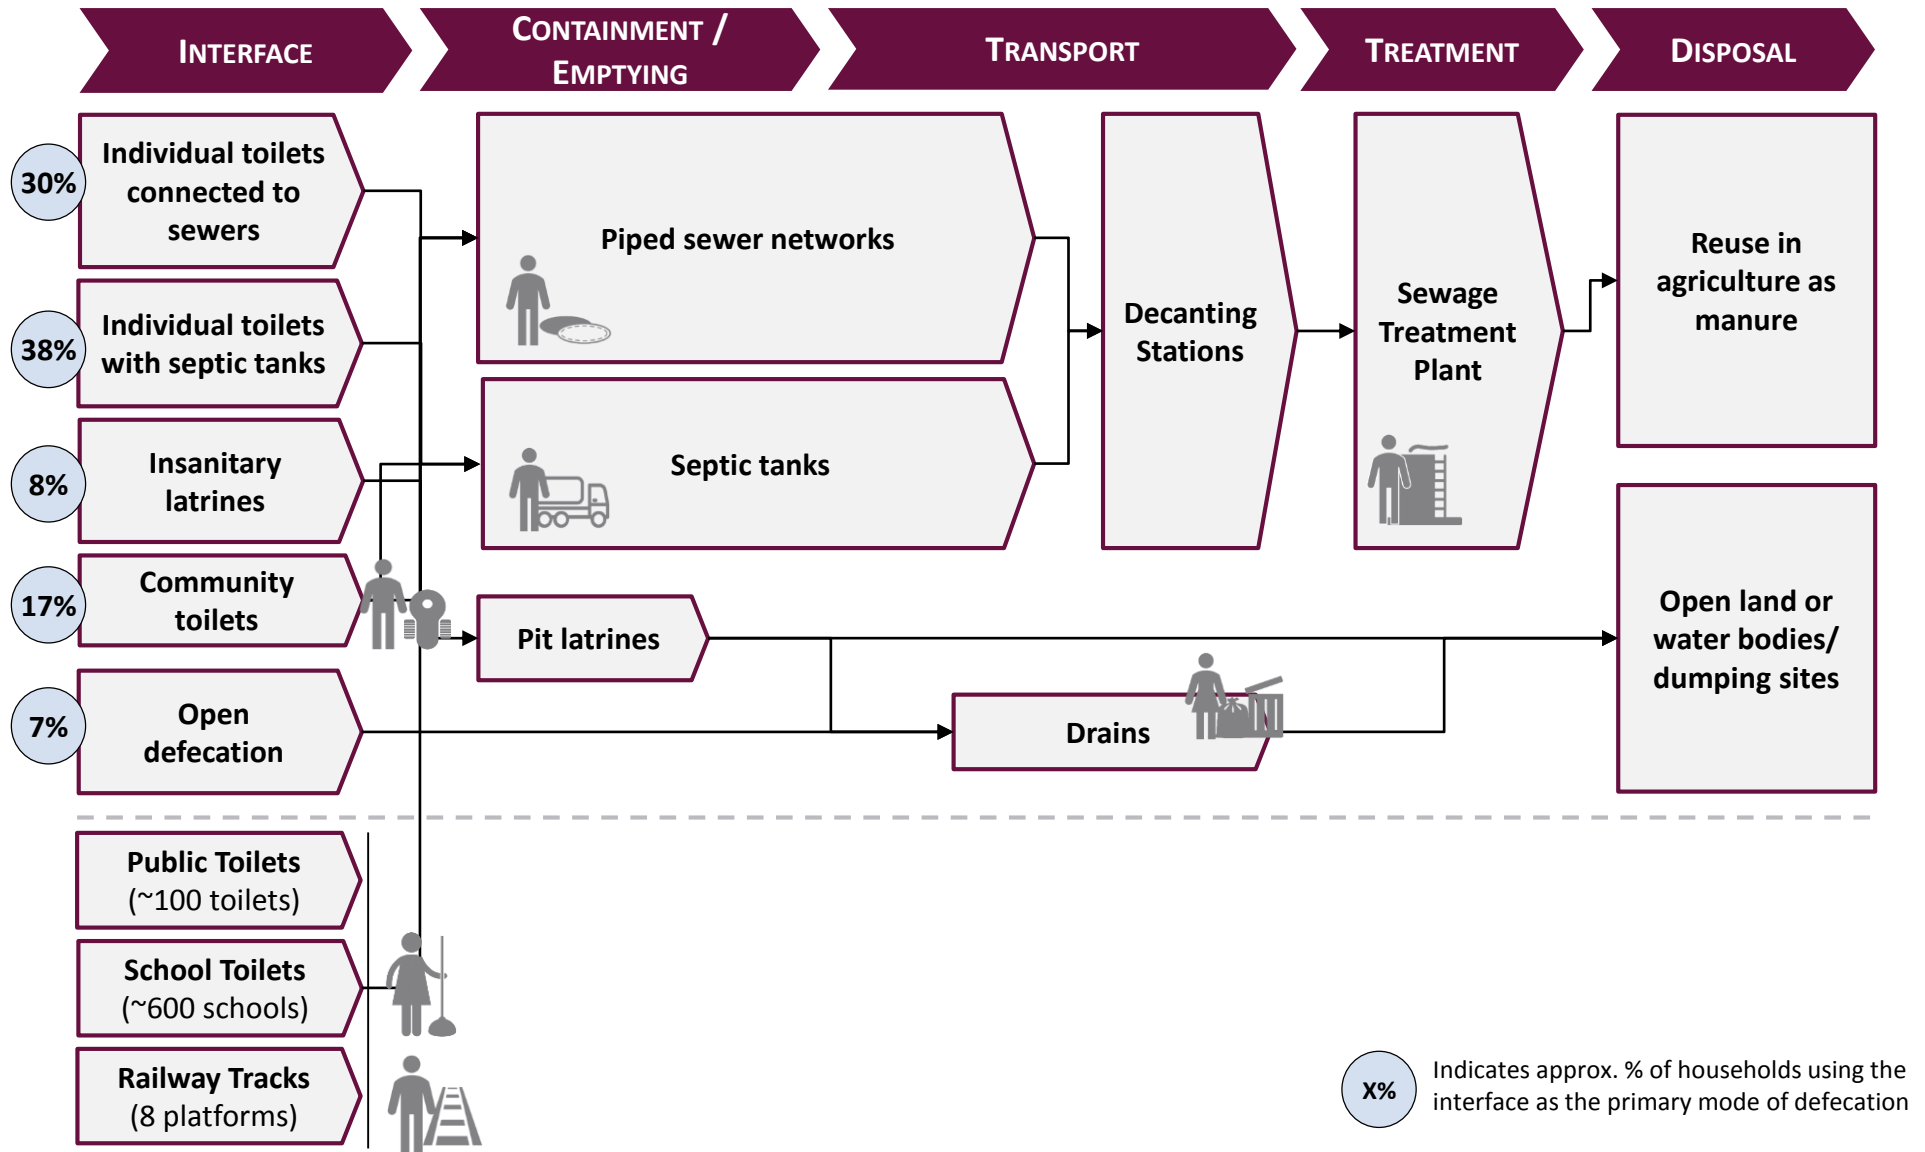 INTERFACE
CONTAINMENT /
EMPTYING
TRANSPORT
TREATMENT
DISPOSAL
30%
Individual toilets
connected to
sewers
38%
Individual toilets
with septic tanks
8%
Insanitary
latrines
17%
Community
toilets
7%
Open
defecation
Piped sewer networks
Septic tanks
Pit latrines
Drains
Decanting
Stations
Sewage
Treatment
Plant
Reuse in
agriculture as
manure
Open land or
water bodies/
dumping sites
Public Toilets
(~100 toilets)
School Toilets
(~600 schools)
Railway Tracks
(8 platforms)
X%
Indicates approx. % of households using the
interface as the primary mode of defecation